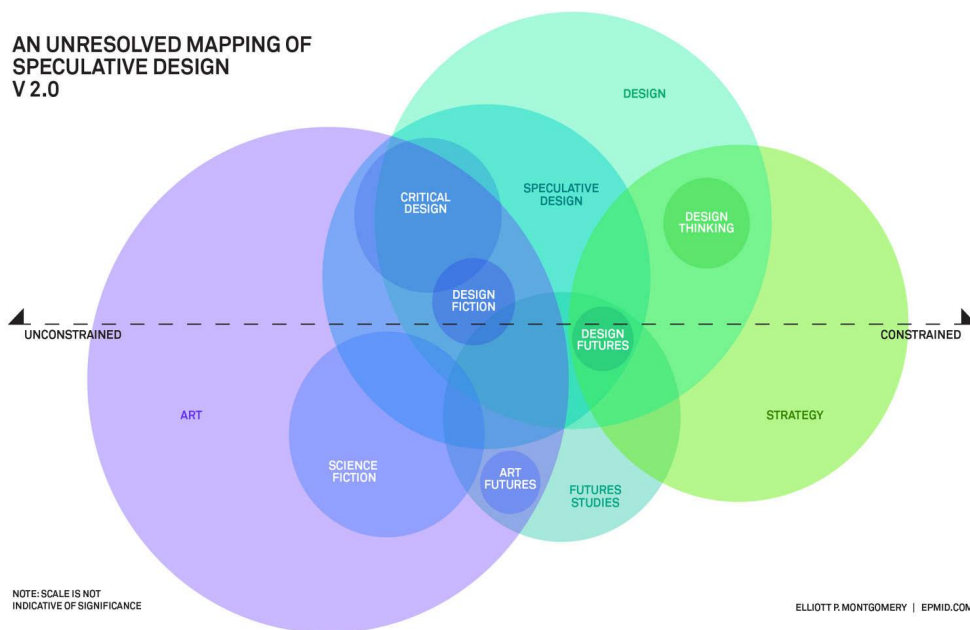 AN UNRESOLVED MAPPING OF
SPECULATIVE DESIGN
V 2.0
DESIGN
CRITICAL
DESIGN
SPECULATIVE
DESIGN
DESIGN
THINKING
DESIGN
FICTION
UNCONSTRAINED
DESIGN
FUTURES
CONSTRAINED
ART
STRATEGY
SCIENCE
FICTION
ART
FUTURES
FUTURES
STUDIES
NOTE: SCALE IS NOT
INDICATIVE OF SIGNIFICANCE
ELLIOTT P. MONTGOMERY | EPMID.COM